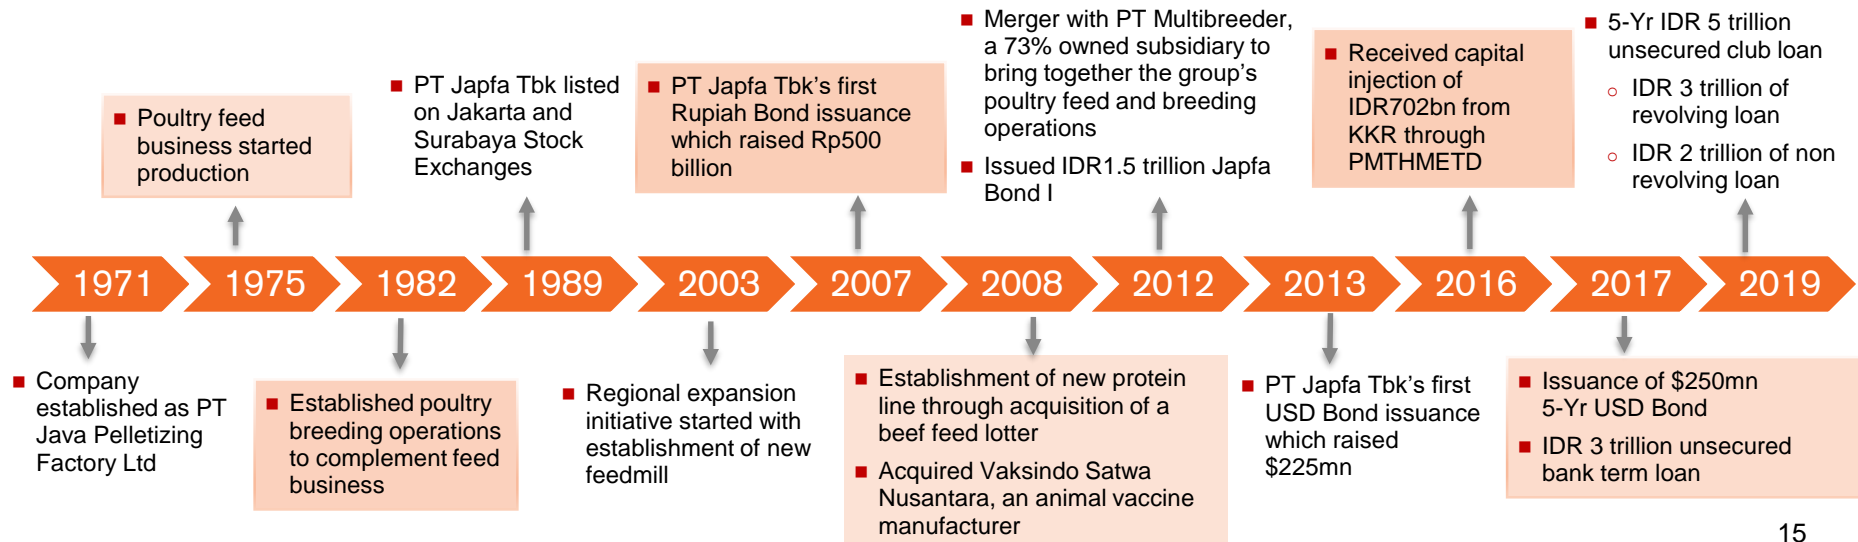 Poultry feed
business started
production
PT Japfa Tbk listed
on Jakarta and
Surabaya Stock
Exchanges
PT Japfa Tbk’s first
Rupiah Bond issuance
which raised Rp500
billion
Merger with PT Multibreeder,
a 73% owned subsidiary to
bring together the group’s
poultry feed and breeding
operations
Issued IDR1.5 trillion Japfa
Bond I
Received capital
injection of
IDR702bn from
KKR through
PMTHMETD
5-Yr IDR 5 trillion
unsecured club loan
IDR 3 trillion of
revolving loan
IDR 2 trillion of non
revolving loan
1971 1975 1982 1989 2003 2007 2008 2012 2013 2016 2017 2019
Company
established as PT
Java Pelletizing
Factory Ltd
Established poultry
breeding operations
to complement feed
business
Regional expansion
initiative started with
establishment of new
feedmill
Establishment of new protein
line through acquisition of a
beef feed lotter
Acquired Vaksindo Satwa
Nusantara, an animal vaccine
manufacturer
PT Japfa Tbk’s first
USD Bond issuance
which raised
$225mn
Issuance of $250mn
5-Yr USD Bond
IDR 3 trillion unsecured
bank term loan
15